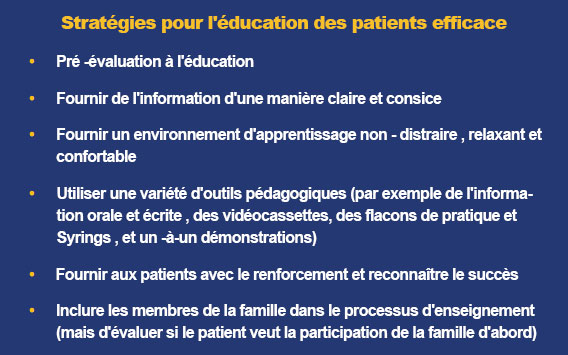 Stratégies pour l'éducation des patients efficace
• Pré -évaluation à l'éducation
• Fournir de l'information d'une manière claire et consice
• Fournir un environnement d'apprentissage non - distraire , relaxant et
confortable
• Utiliser une variété d'outils pédagogiques (par exemple de l'informa-
tion orale et écrite , des vidéocassettes, des flacons de pratique et
Syrings , et un -à-un démonstrations)
• Fournir aux patients avec le renforcement et reconnaître le succès
• Inclure les membres de la famille dans le processus d'enseignement
(mais d'évaluer si le patient veut la participation de la famille d'abord)